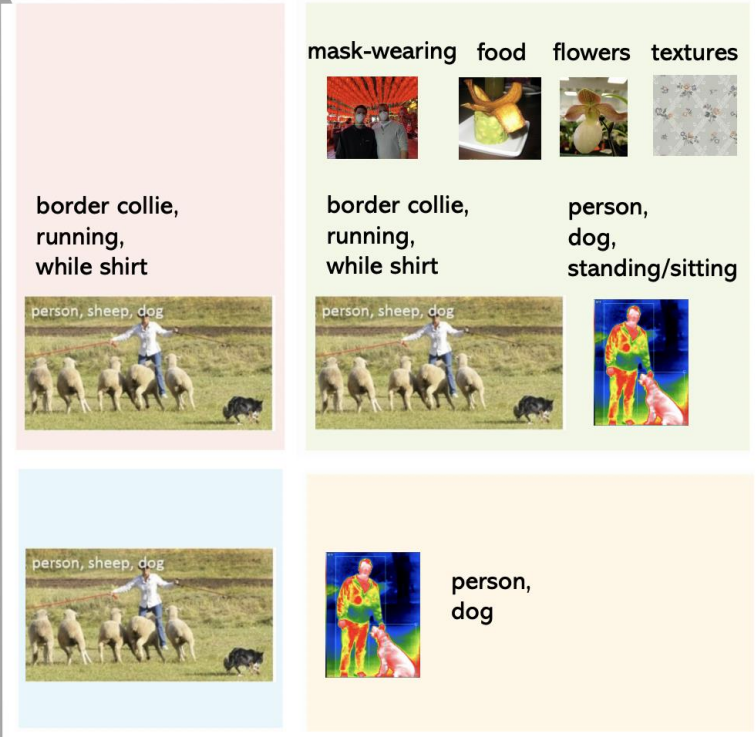 border collie,
running,
while shirt
person, sheep, dog
mask-wearing food flowers textures
border collie,
running,
while shirt
person, sheep, dog
person,
dog,
standing/sitting
person, sheep, dog
person,
dog